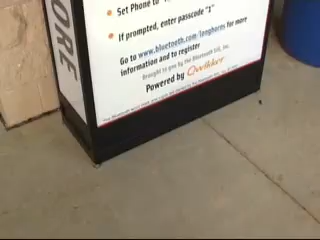 ORE
Set Phone to
If prompted, enter passcode "1"
Go to www.bluetooth.com/longhorns for more
information and to register
Brought to you by the Bluetooth SIG, Inc.
Powered by Qwikker